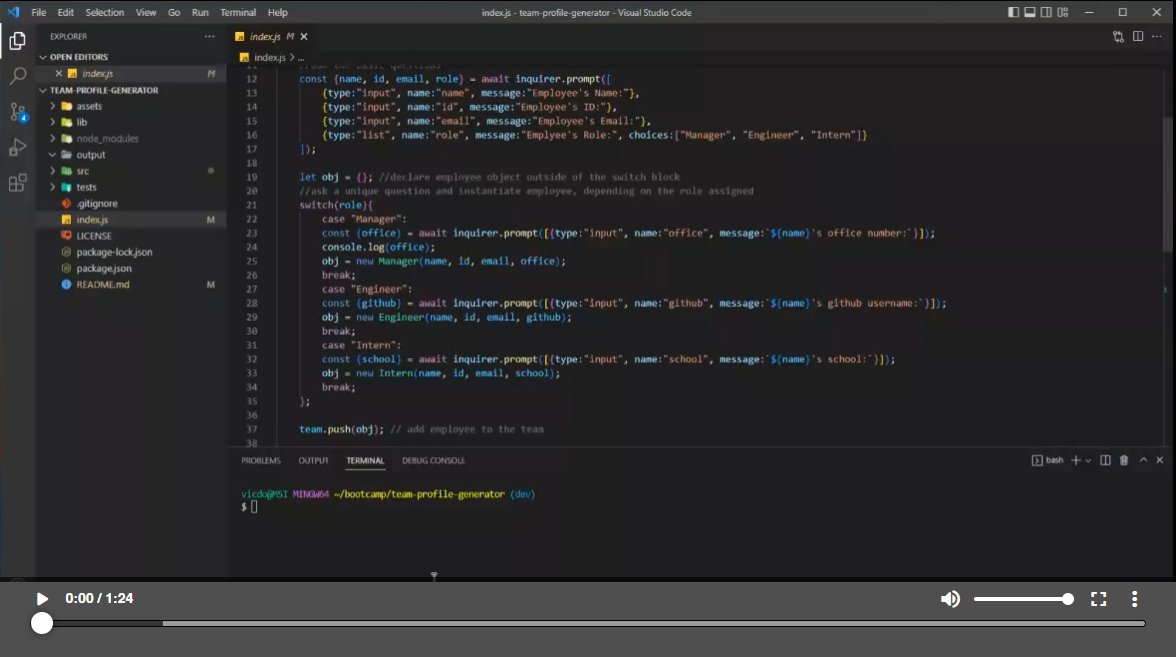 File Edit Selection View Go Run Terminal Help
index.js - team-profile-generator - Visual Studio Code
EXPLORER
OPEN EDITORS
index.js M
TEAM-PROFILE-GENERATOR
assets
lib
node_modules
output
src
tests
.gitignore
index.js M
LICENSE
package-lock.json
package.json
README.md M
4
index.js M
index.js > ...
12 const {name, id, email, role} = await inquirer.prompt([
13 {type:"input", name:"name", message:"Employee's Name:"},
14 {type:"input", name:"id", message:"Employee's ID:"},
15 {type:"input", name:"email", message:"Employee's Email:"},
16 {type:"list", name:"role", message:"Emplyee's Role:", choices:["Manager", "Engineer", "Intern"]}
17 ]);
18
19 let obj = {}; //declare employee object outside of the switch block
20 //ask a unique question and instantiate employee, depending on the role assigned
21 switch(role){
22 case "Manager":
23 const {office} = await inquirer.prompt([{type:"input", name:"office", message:`${name}'s office number:`}]);
24 console.log(office);
25 obj = new Manager(name, id, email, office);
26 break;
27 case "Engineer":
28 const {github} = await inquirer.prompt([{type:"input", name:"github", message:`${name}'s github username:`}]);
29 obj = new Engineer(name, id, email, github);
30 break;
31 case "Intern":
32 const {school} = await inquirer.prompt([{type:"input", name:"school", message:`${name}'s school:`}]);
33 obj = new Intern(name, id, email, school);
34 break;
35 };
36
37 team.push(obj); // add employee to the team
38
PROBLEMS OUTPUT TERMINAL DEBUG CONSOLE
bash
vicdo@MSI MINGW64 ~/bootcamp/team-profile-generator (dev)
$
0:00 / 1:24